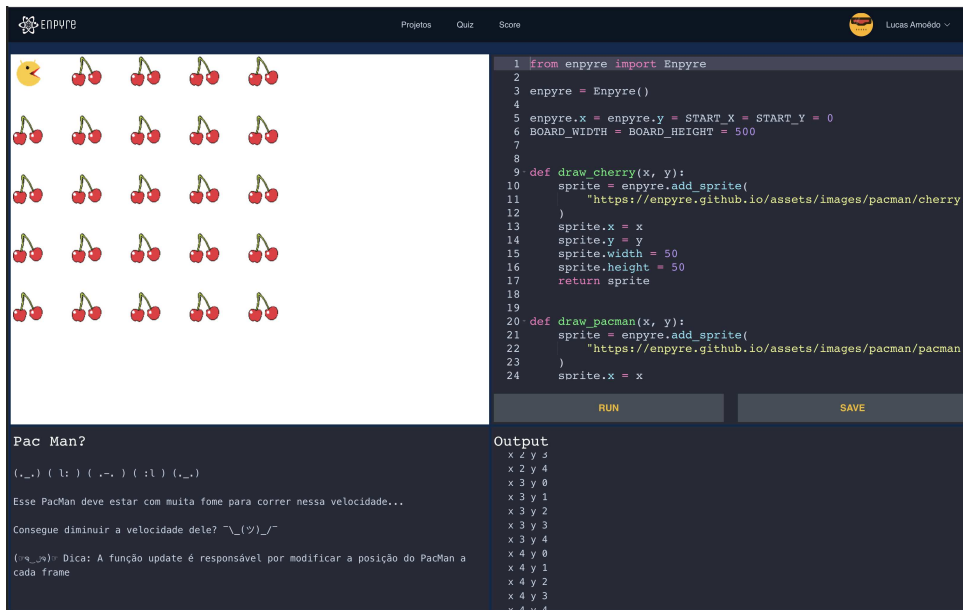 ENPYRE
Projetos
Quiz
Score
Lucas Amoêdo
1 from enpyre import Enpyre
2
3 enpyre = Enpyre()
4
5 enpyre.x = enpyre.y = START_X = START_Y = 0
6 BOARD_WIDTH = BOARD_HEIGHT = 500
7
8
9 def draw_cherry(x, y):
10 sprite = enpyre.add_sprite(
11 "https://enpyre.github.io/assets/images/pacman/cherry
12 )
13 sprite.x = x
14 sprite.y = y
15 sprite.width = 50
16 sprite.height = 50
17 return sprite
18
19
20 def draw_pacman(x, y):
21 sprite = enpyre.add_sprite(
22 "https://enpyre.github.io/assets/images/pacman/pacman
23 )
24 sprite.x = x
RUN
SAVE
Pac Man?
(._.) ( l: ) ( .-. ) ( :l ) (._.)
Esse PacMan deve estar com muita fome para correr nessa velocidade...
Consegue diminuir a velocidade dele? ¯\_(ツ)_/¯
Dica: A função update é responsável por modificar a posição do PacMan a
cada frame
Output
x 2 y 3
x 2 y 4
x 3 y 0
x 3 y 1
x 3 y 2
x 3 y 3
x 3 y 4
x 4 y 0
x 4 y 1
x 4 y 2
x 4 y 3
x 4 y 4